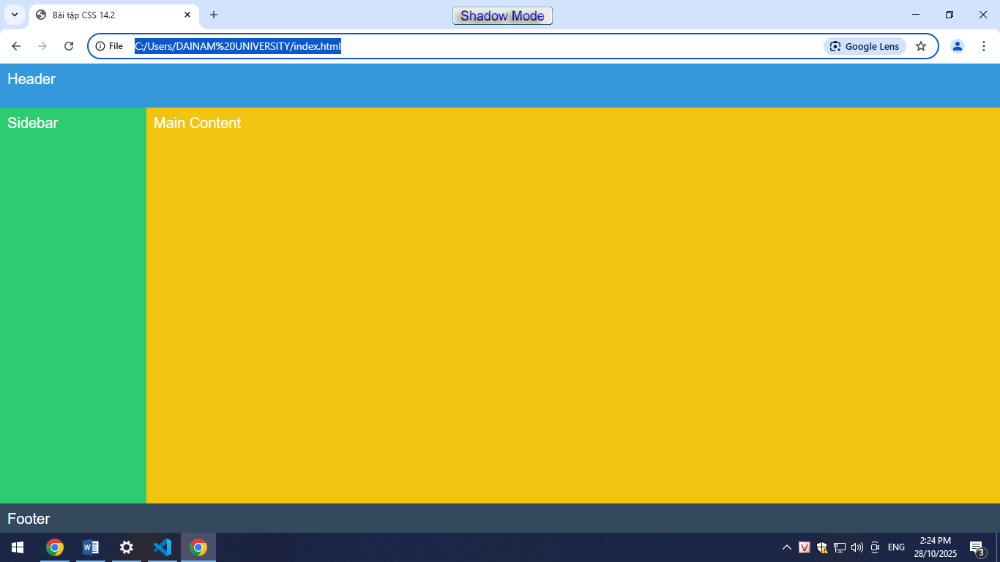 Bài tập CSS 14.2
Shadow Mode
File C:/Users/DAINAM%20UNIVERSITY/index.html Google Lens
Header
Sidebar
Main Content
Footer
ENG
2:24 PM
28/10/2025
3